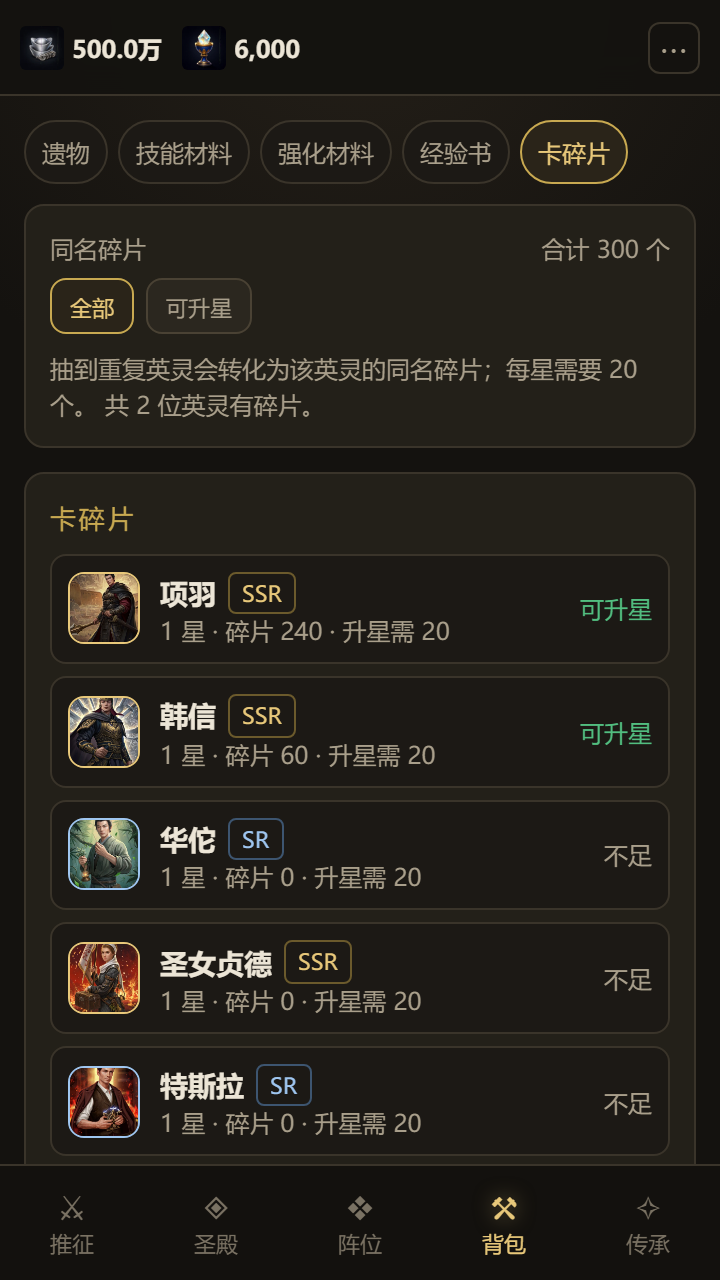 500.0万 6,000 ...
遗物 技能材料 强化材料 经验书 卡碎片
同名碎片 合计 300 个
全部 可升星
抽到重复英灵会转化为该英灵的同名碎片；每星需要 20
个。 共 2 位英灵有碎片。
卡碎片
项羽 SSR
1 星 · 碎片 240 · 升星需 20
可升星
韩信 SSR
1 星 · 碎片 60 · 升星需 20
可升星
华佗 SR
1 星 · 碎片 0 · 升星需 20
不足
圣女贞德 SSR
1 星 · 碎片 0 · 升星需 20
不足
特斯拉 SR
1 星 · 碎片 0 · 升星需 20
不足
推征 圣殿 阵位 背包 传承